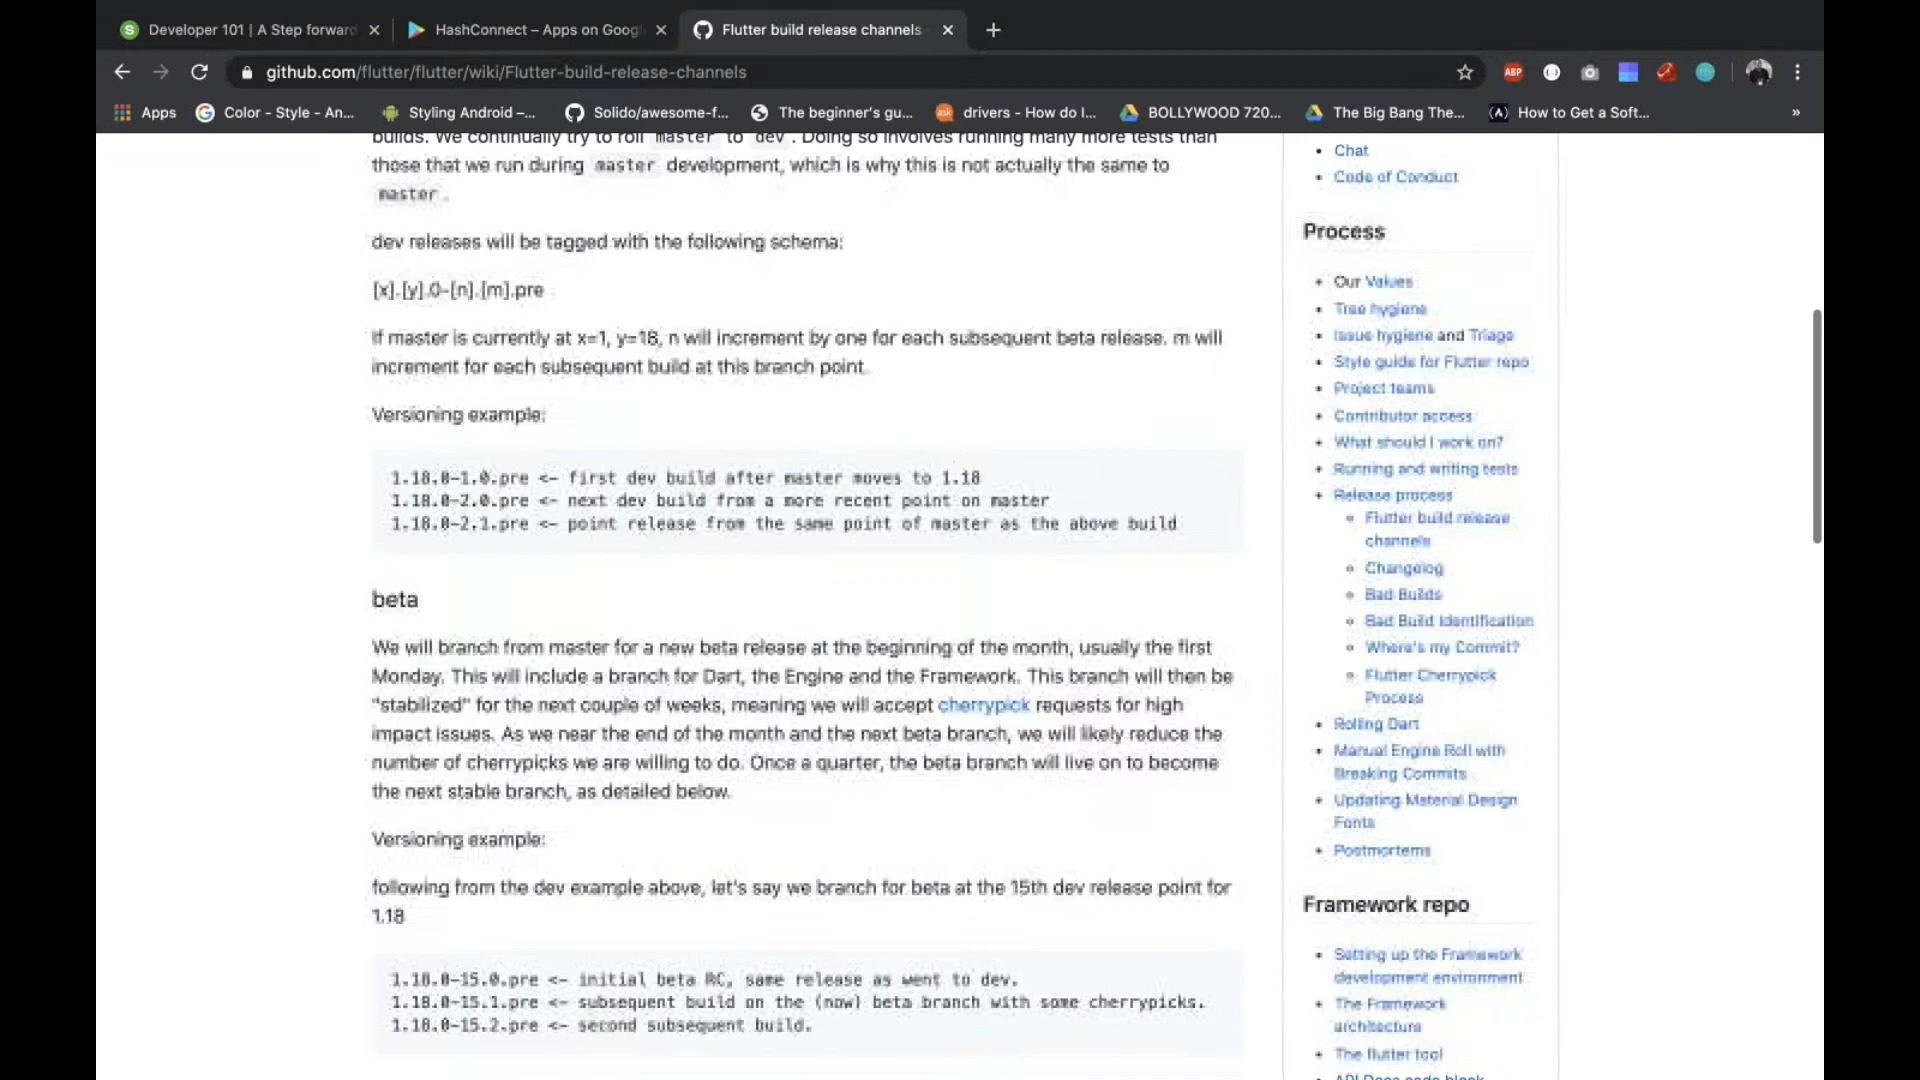 Developer 101 | A Step forward
HashConnect – Apps on Googl
Flutter build release channels
github.com/flutter/flutter/wiki/Flutter-build-release-channels
ABP
Apps
Color - Style - An...
Styling Android –...
Solido/awesome-f...
The beginner's gu...
drivers - How do I...
BOLLYWOOD 720...
The Big Bang The...
How to Get a Soft...
»
builds. We continually try to roll master to dev . Doing so involves running many more tests than
those that we run during master development, which is why this is not actually the same to
master .
dev releases will be tagged with the following schema:
[x].[y].0-[n].[m].pre
If master is currently at x=1, y=18, n will increment by one for each subsequent beta release. m will
increment for each subsequent build at this branch point.
Versioning example:
1.18.0-1.0.pre <- first dev build after master moves to 1.18
1.18.0-2.0.pre <- next dev build from a more recent point on master
1.18.0-2.1.pre <- point release from the same point of master as the above build
beta
We will branch from master for a new beta release at the beginning of the month, usually the first
Monday. This will include a branch for Dart, the Engine and the Framework. This branch will then be
"stabilized" for the next couple of weeks, meaning we will accept cherrypick requests for high
impact issues. As we near the end of the month and the next beta branch, we will likely reduce the
number of cherrypicks we are willing to do. Once a quarter, the beta branch will live on to become
the next stable branch, as detailed below.
Versioning example:
following from the dev example above, let's say we branch for beta at the 15th dev release point for
1.18
1.18.0-15.0.pre <- initial beta RC, same release as went to dev.
1.18.0-15.1.pre <- subsequent build on the (now) beta branch with some cherrypicks.
1.18.0-15.2.pre <- second subsequent build.
Chat
Code of Conduct
Process
Our Values
Tree hygiene
Issue hygiene and Triage
Style guide for Flutter repo
Project teams
Contributor access
What should I work on?
Running and writing tests
Release process
Flutter build release
channels
Changelog
Bad Builds
Bad Build Identification
Where's my Commit?
Flutter Cherrypick
Process
Rolling Dart
Manual Engine Roll with
Breaking Commits
Updating Material Design
Fonts
Postmortems
Framework repo
Setting up the Framework
development environment
The Framework
architecture
The flutter tool
API Docs code block